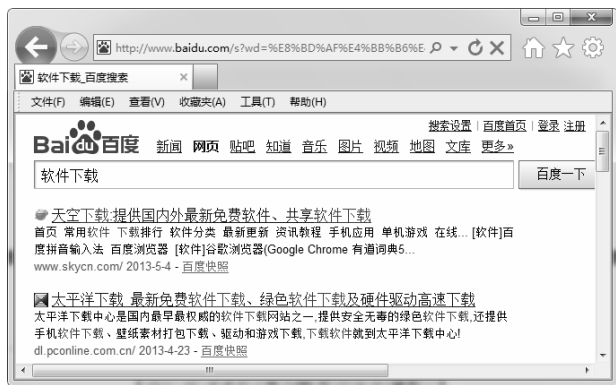 http://www.baidu.com/s?wd=%E8%BD%AF%E4%BB%B6%E
软件下载_百度搜索
文件(F) 编辑(E) 查看(V) 收藏夹(A) 工具(T) 帮助(H)
搜索设置 | 百度首页 | 登录 注册
Bai du 百度 新闻 网页 贴吧 知道 音乐 图片 视频 地图 文库 更多»
软件下载 百度一下
天空下载:提供国内外最新免费软件、共享软件下载
首页 常用软件 下载排行 软件分类 最新更新 资讯教程 手机应用 单机游戏 在线... [软件]百
度拼音输入法 百度浏览器 [软件]谷歌浏览器(Google Chrome 有道词典5...
www.skycn.com/ 2013-5-4 - 百度快照
太平洋下载_最新免费软件下载、绿色软件下载及硬件驱动高速下载
太平洋下载中心是国内最早最权威的软件下载网站之一,提供安全无毒的绿色软件下载,还提供
手机软件下载、壁纸素材打包下载、驱动和游戏下载,下载软件就到太平洋下载中心!
dl.pconline.com.cn/ 2013-4-23 - 百度快照